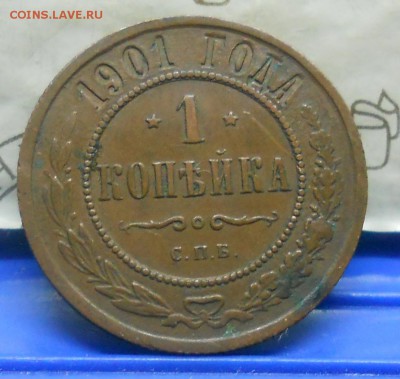 COINS.LAVE.RU
1901 ГОДА
* 1 *
КОПѢЙКА
С.П.Б.